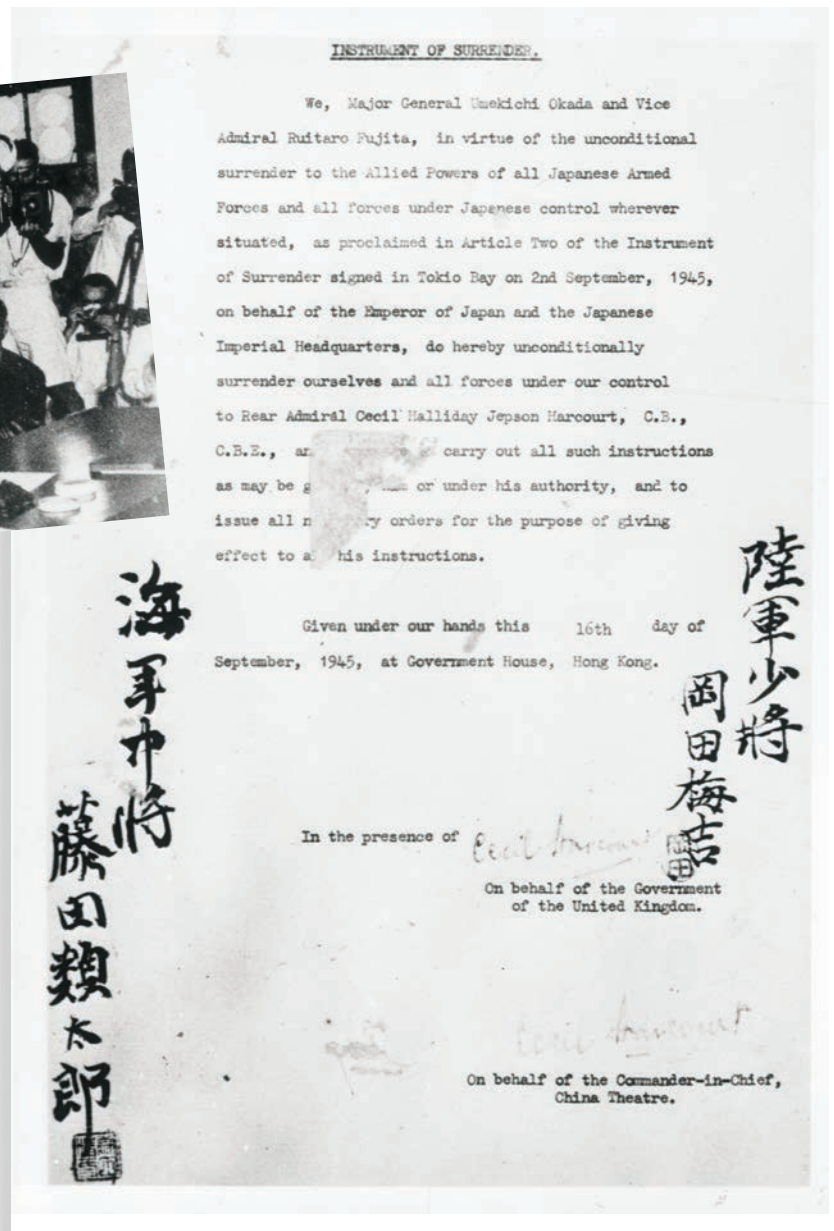 INSTRUMENT OF SURRENDER.
We, Major General Umekichi Okada and Vice
Admiral Ruitaro Fujita, in virtue of the unconditional
surrender to the Allied Powers of all Japanese Armed
Forces and all forces under Japanese control wherever
situated, as proclaimed in Article Two of the Instrument
of Surrender signed in Tokio Bay on 2nd September, 1945,
on behalf of the Emperor of Japan and the Japanese
Imperial Headquarters, do hereby unconditionally
surrender ourselves and all forces under our control
to Rear Admiral Cecil Halliday Jepson Harcourt, C.B.,
C.B.E., carry out all such instructions
as may be or under his authority, and to
issue all orders for the purpose of giving
effect to his instructions.
Given under our hands this 16th day of
September, 1945, at Government House, Hong Kong.
陸軍少將
岡田梅吉
岡田
海軍中將
藤田類太郎
In the presence of Cecil Harcourt
On behalf of the Government
of the United Kingdom.
Cecil Harcourt
On behalf of the Commander-in-Chief,
China Theatre.